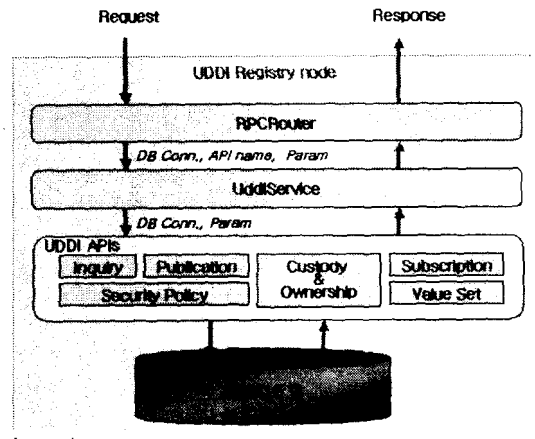 Request Response
UDDI Registry node
RPCRouter
DB Conn., API name, Param
UddiService
DB Conn., Param
UDDI APIs
Inquiry Publication Custody & Ownership Subscription
Security Policy Value Set